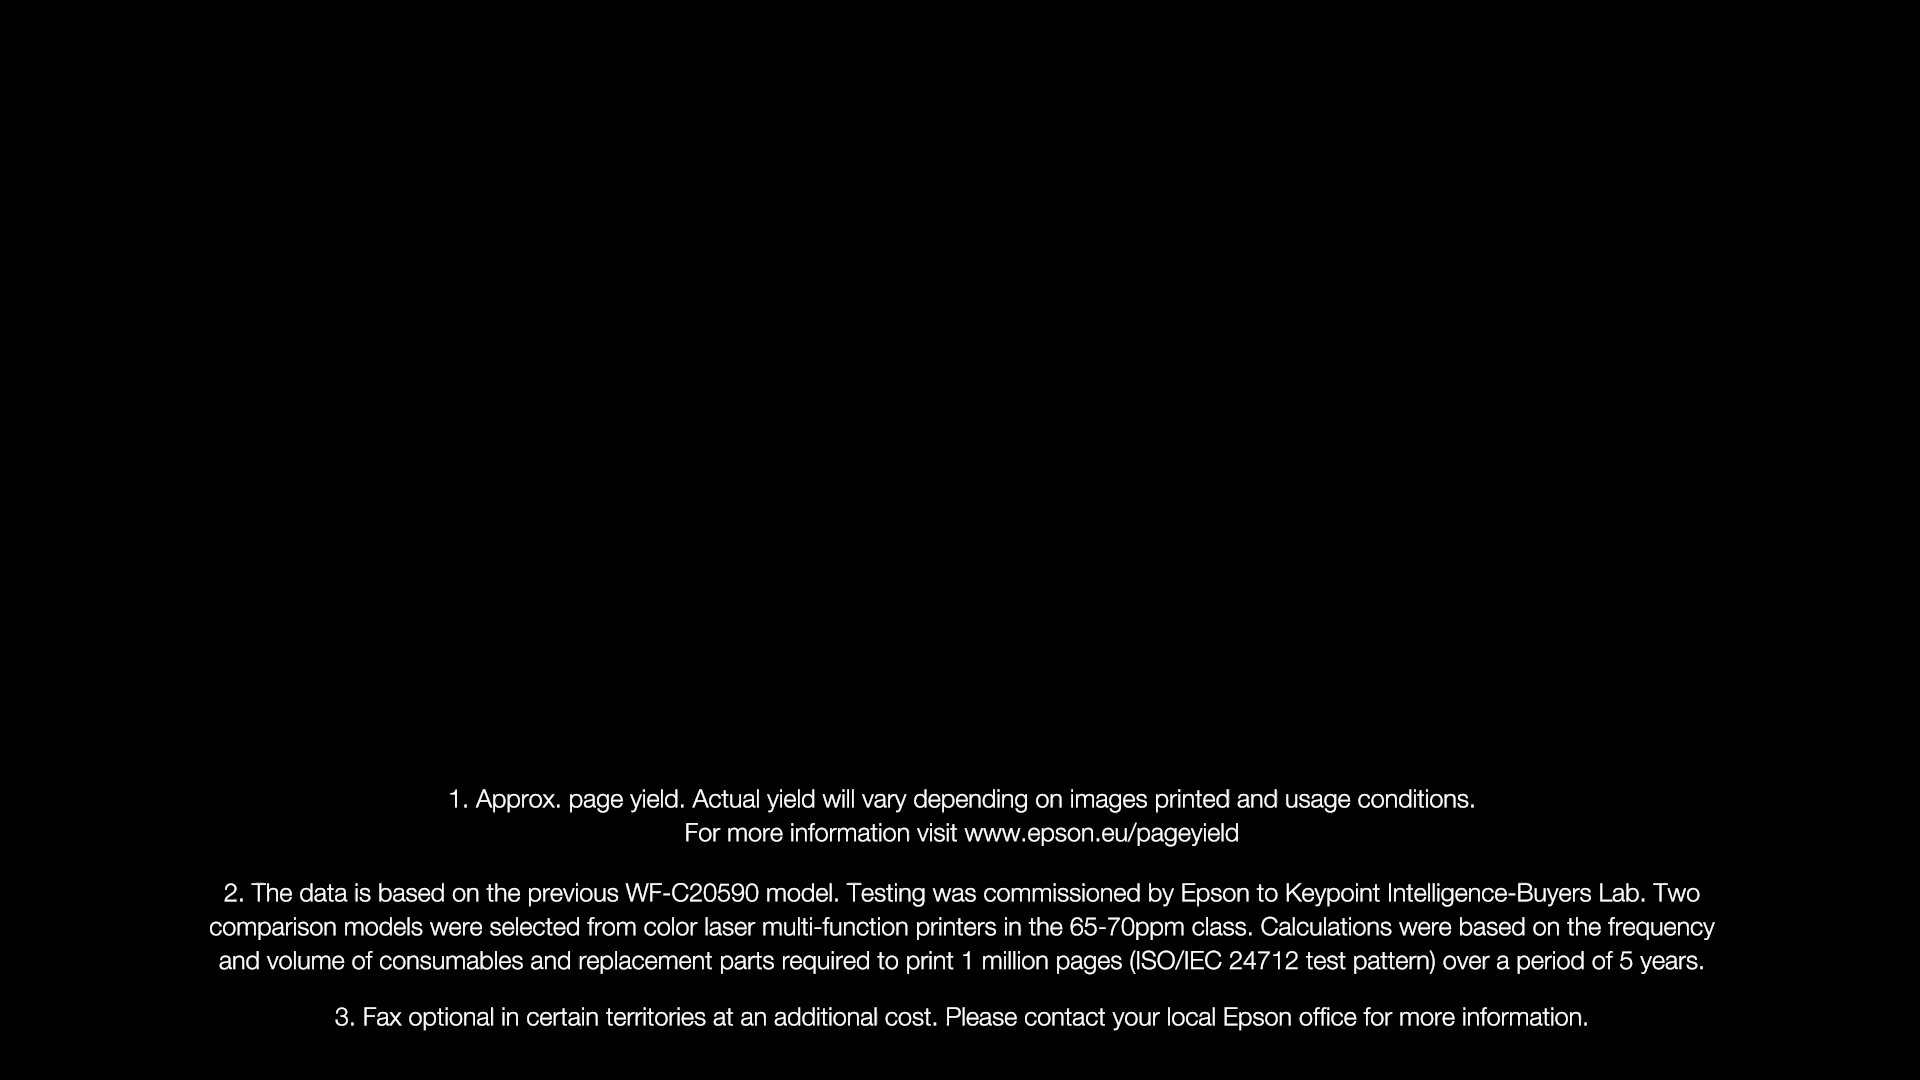 1. Approx. page yield. Actual yield will vary depending on images printed and usage conditions.
For more information visit www.epson.eu/pageyield
2. The data is based on the previous WF-C20590 model. Testing was commissioned by Epson to Keypoint Intelligence-Buyers Lab. Two
comparison models were selected from color laser multi-function printers in the 65-70ppm class. Calculations were based on the frequency
and volume of consumables and replacement parts required to print 1 million pages (ISO/IEC 24712 test pattern) over a period of 5 years.
3. Fax optional in certain territories at an additional cost. Please contact your local Epson office for more information.